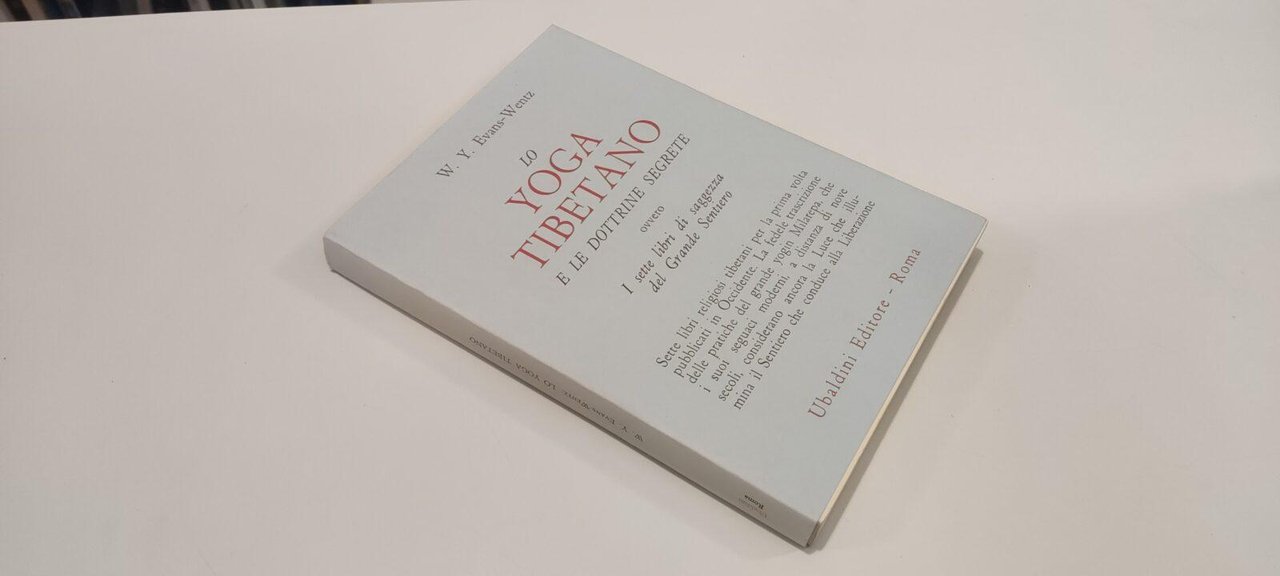 W. Y. Evans-Wentz
LO
YOGA
TIBETANO
E LE DOTTRINE SEGRETE
ovvero
I sette libri di saggezza
del Grande Sentiero
Sette libri religiosi tibetani per la prima volta
pubblicati in Occidente. La fedele trascrizione
delle pratiche del grande yogin Milarepa, che
i suoi seguaci moderni, a distanza di nove
secoli, considerano ancora la Luce che illu-
mina il Sentiero che conduce alla Liberazione
Ubaldini Editore - Roma
W. Y. Evans-Wentz: LO YOGA TIBETANO
Roma